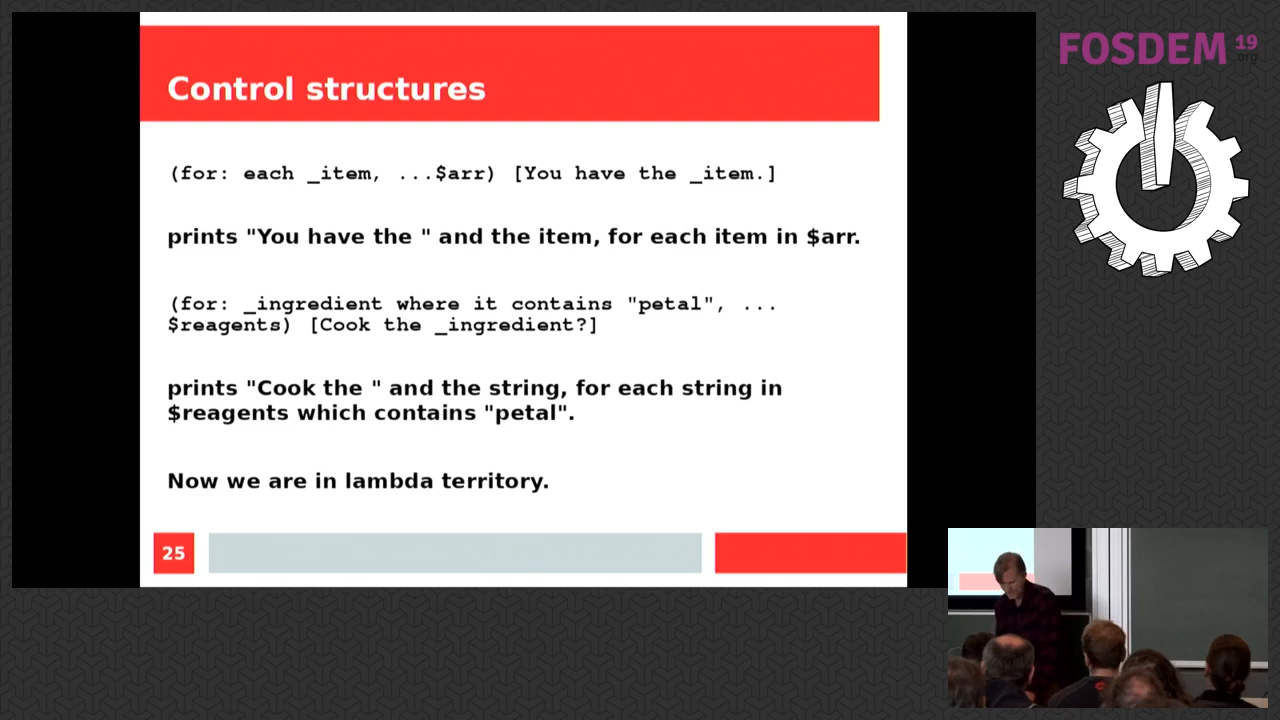 Control structures
(for: each _item, ...$arr) [You have the _item.]
prints "You have the " and the item, for each item in $arr.
(for: _ingredient where it contains "petal", ...
$reagents) [Cook the _ingredient?]
prints "Cook the " and the string, for each string in
$reagents which contains "petal".
Now we are in lambda territory.
25
FOSDEM 19
.org